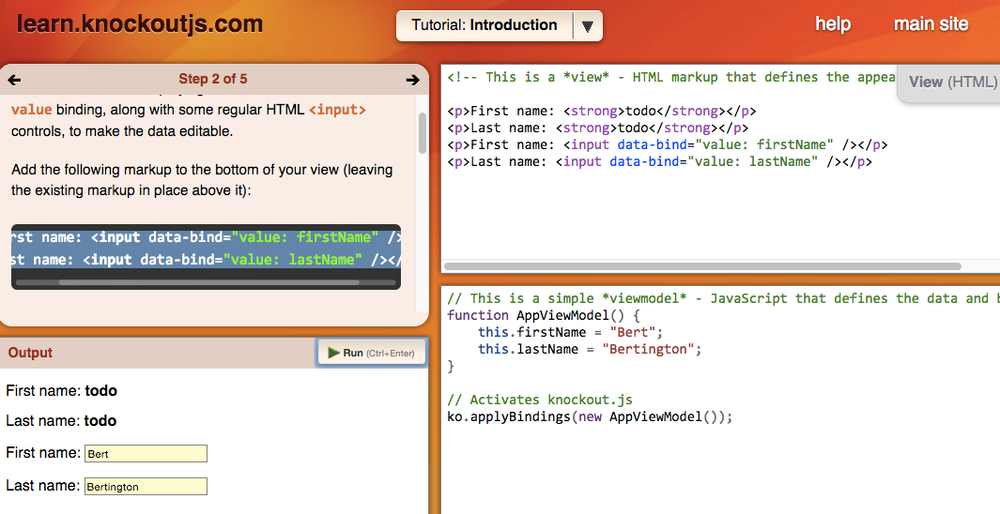 learn.knockoutjs.com
Tutorial: Introduction
help
main site
Step 2 of 5
value binding, along with some regular HTML <input>
controls, to make the data editable.
Add the following markup to the bottom of your view (leaving
the existing markup in place above it):
rst name: <input data-bind="value: firstName" />
st name: <input data-bind="value: lastName" /></
Output
Run (Ctrl+Enter)
First name: todo
Last name: todo
First name: Bert
Last name: Bertington
<!-- This is a *view* - HTML markup that defines the appea
View (HTML)
<p>First name: <strong>todo</strong></p>
<p>Last name: <strong>todo</strong></p>
<p>First name: <input data-bind="value: firstName" /></p>
<p>Last name: <input data-bind="value: lastName" /></p>
// This is a simple *viewmodel* - JavaScript that defines the data and b
function AppViewModel() {
    this.firstName = "Bert";
    this.lastName = "Bertington";
}
// Activates knockout.js
ko.applyBindings(new AppViewModel());